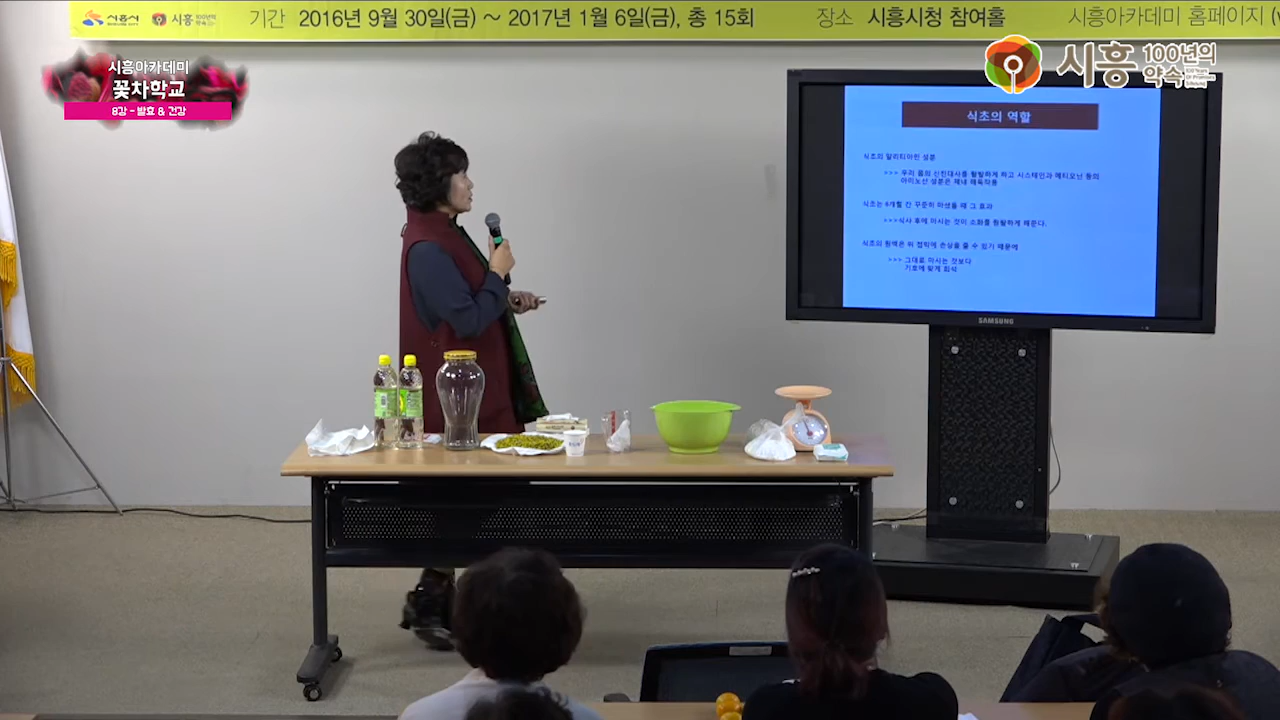 시흥시
시흥 100년의 약속
기간 2016년 9월 30일(금) ~ 2017년 1월 6일(금), 총 15회
장소 시흥시청 참여홀
시흥아카데미 홈페이지
시흥아카데미
꽃차학교
8강 - 발효 & 건강
시흥 100년의
약속
식초의 역할
식초의 알리티아민 성분
>>> 우리 몸의 신진대사를 활발하게 하고 시스테인과 메티오닌 등의
아미노산 성분은 체내 해독작용
식초는 6개월 간 꾸준히 마셨을 때 그 효과
>>>식사 후에 마시는 것이 소화를 원활하게 해준다.
식초의 원액은 위 점막에 손상을 줄 수 있기 때문에
>>> 그대로 마시는 것보다
기호에 맞게 희석
SAMSUNG